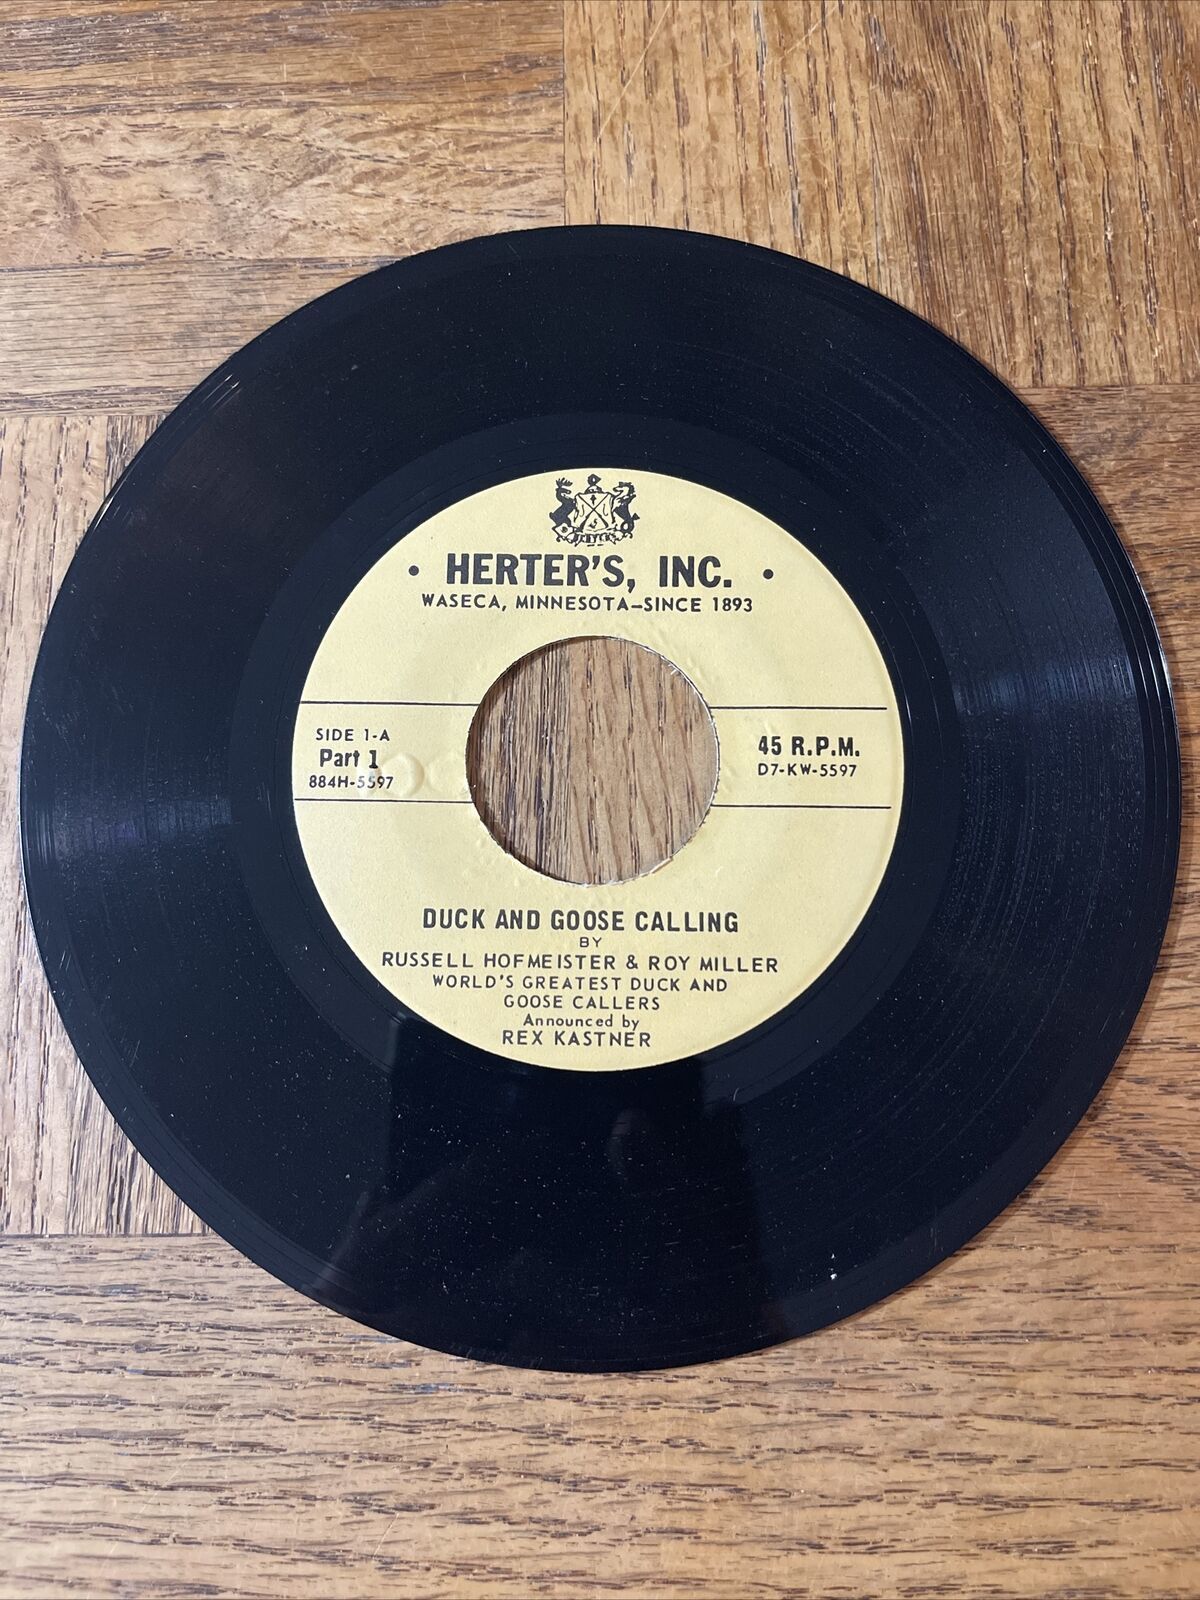 HERTER'S
• HERTER'S, INC. •
WASECA, MINNESOTA–SINCE 1893
SIDE 1-A
Part 1
884H-5597
45 R.P.M.
D7-KW-5597
DUCK AND GOOSE CALLING
BY
RUSSELL HOFMEISTER & ROY MILLER
WORLD'S GREATEST DUCK AND
GOOSE CALLERS
Announced by
REX KASTNER